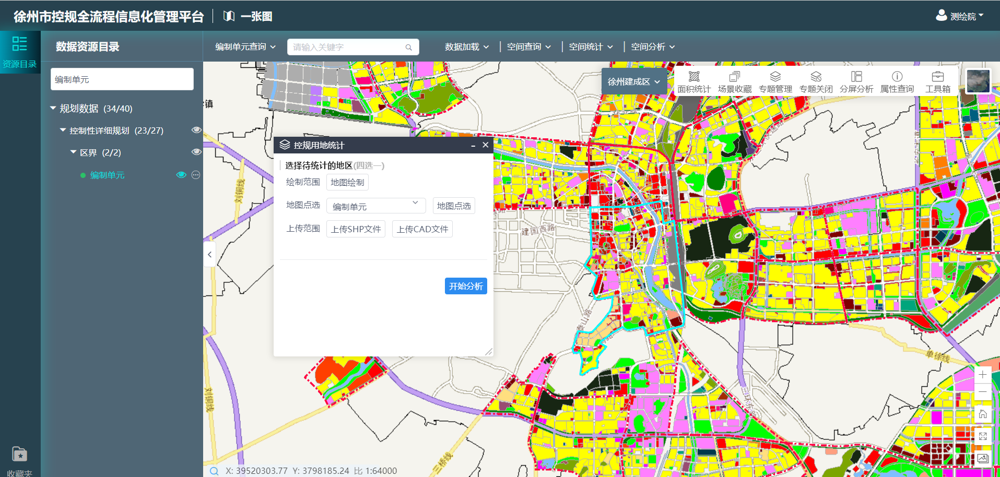 徐州市控规全流程信息化管理平台
一张图
测绘院
资源目录
数据资源目录
编制单元查询
请输入关键字
数据加载
空间查询
空间统计
空间分析
编制单元
规划数据 (34/40)
控制性详细规划 (23/27)
区界 (2/2)
编制单元
收藏夹
徐州建成区
面积统计
场景收藏
专题管理
专题关闭
分屏分析
属性查询
工具箱
镇
控规用地统计
选择待统计的地区(四选一)
绘制范围
地图绘制
地图点选
编制单元
地图点选
上传范围
上传SHP文件
上传CAD文件
开始分析
刘铜线
建国西路
单徐线
刘铜线
三桥线
X: 39520303.77 Y: 3798185.24 比 1:64000